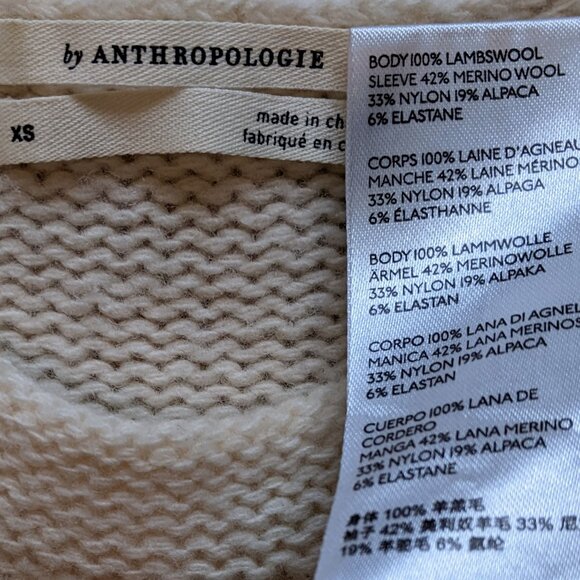 by ANTHROPOLOGIE
XS
made in ch
fabriqué en c
BODY 100% LAMBSWOOL
SLEEVE 42% MERINO WOOL
33% NYLON 19% ALPACA
6% ELASTANE
CORPS 100% LAINE D'AGNEAU
MANCHE 42% LAINE MÉRINO
33% NYLON 19% ALPAGA
6% ÉLASTHANNE
BODY 100% LAMMWOLLE
ÄRMEL 42% MERINOWOLLE
33% NYLON 19% ALPAKA
6% ELASTAN
CORPO 100% LANA DI AGNEL
MANICA 42% LANA MERINOS
33% NYLON 19% ALPACA
6% ELASTAN
CUERPO 100% LANA DE
CORDERO
MANGA 42% LANA MERINO
33% NYLON 19% ALPACA
6% ELASTANE
身体 100% 羊羔毛
袖子 42% 美利奴羊毛 33% 尼
19% 羊驼毛 6% 氨纶